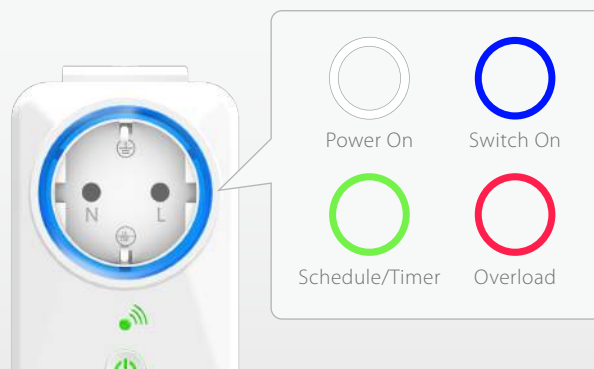 Power On
Switch On
Schedule/Timer
Overload
N
L